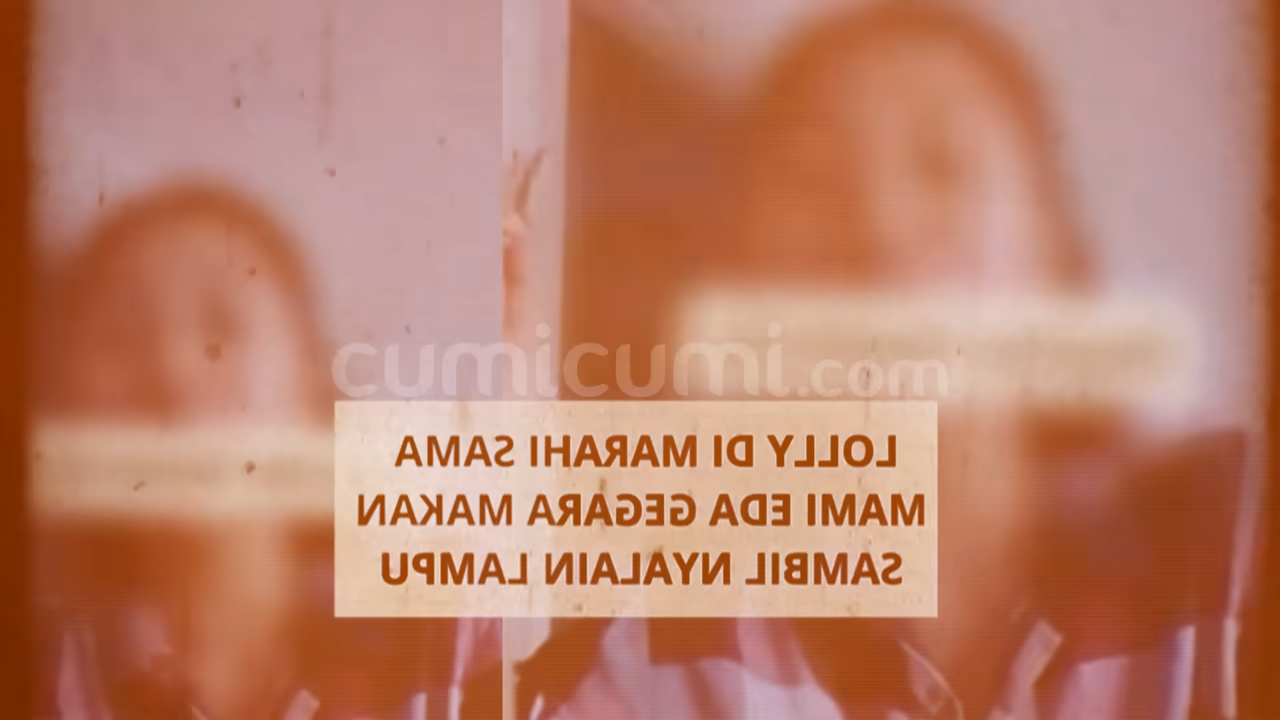 cumicumi.com
LOLLY DI MARAHI SAMA
MAMI EDA GEGARA MAKAN
SAMBIL NYALAIN LAMPU